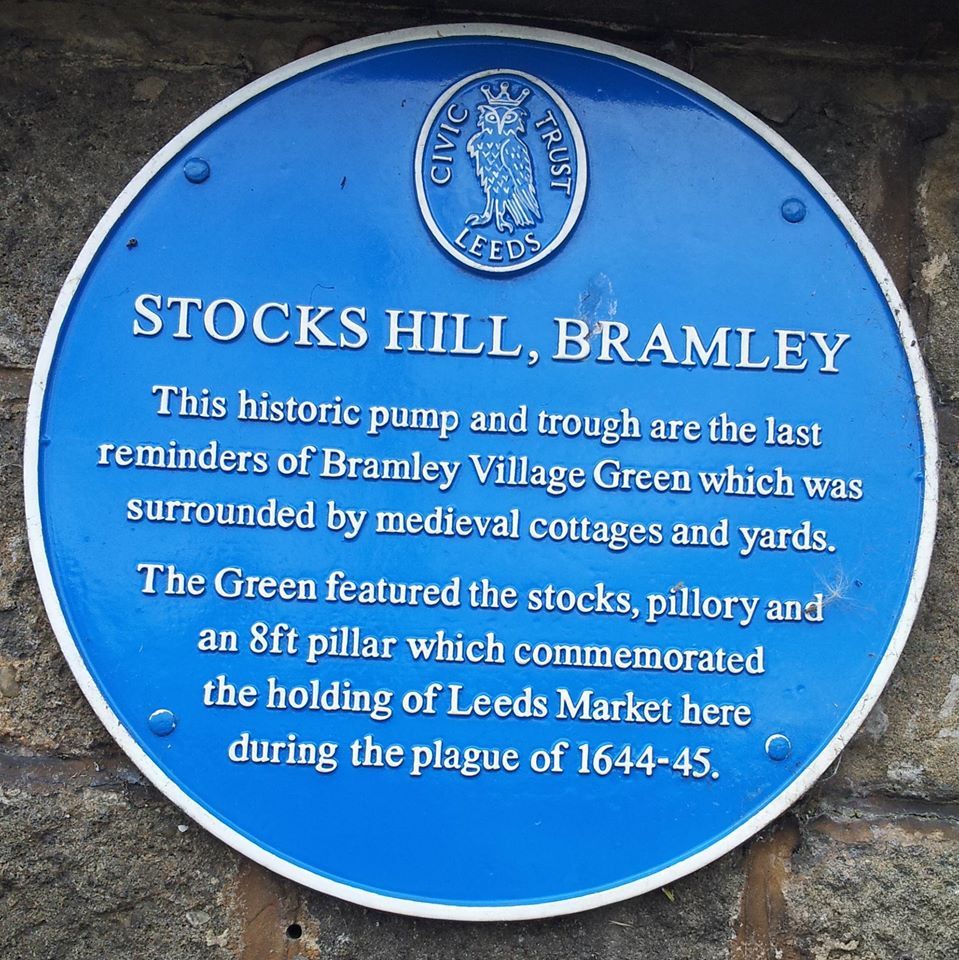 CIVIC TRUST
LEEDS
STOCKS HILL, BRAMLEY
This historic pump and trough are the last
reminders of Bramley Village Green which was
surrounded by medieval cottages and yards.
The Green featured the stocks, pillory and
an 8ft pillar which commemorated
the holding of Leeds Market here
during the plague of 1644-45.